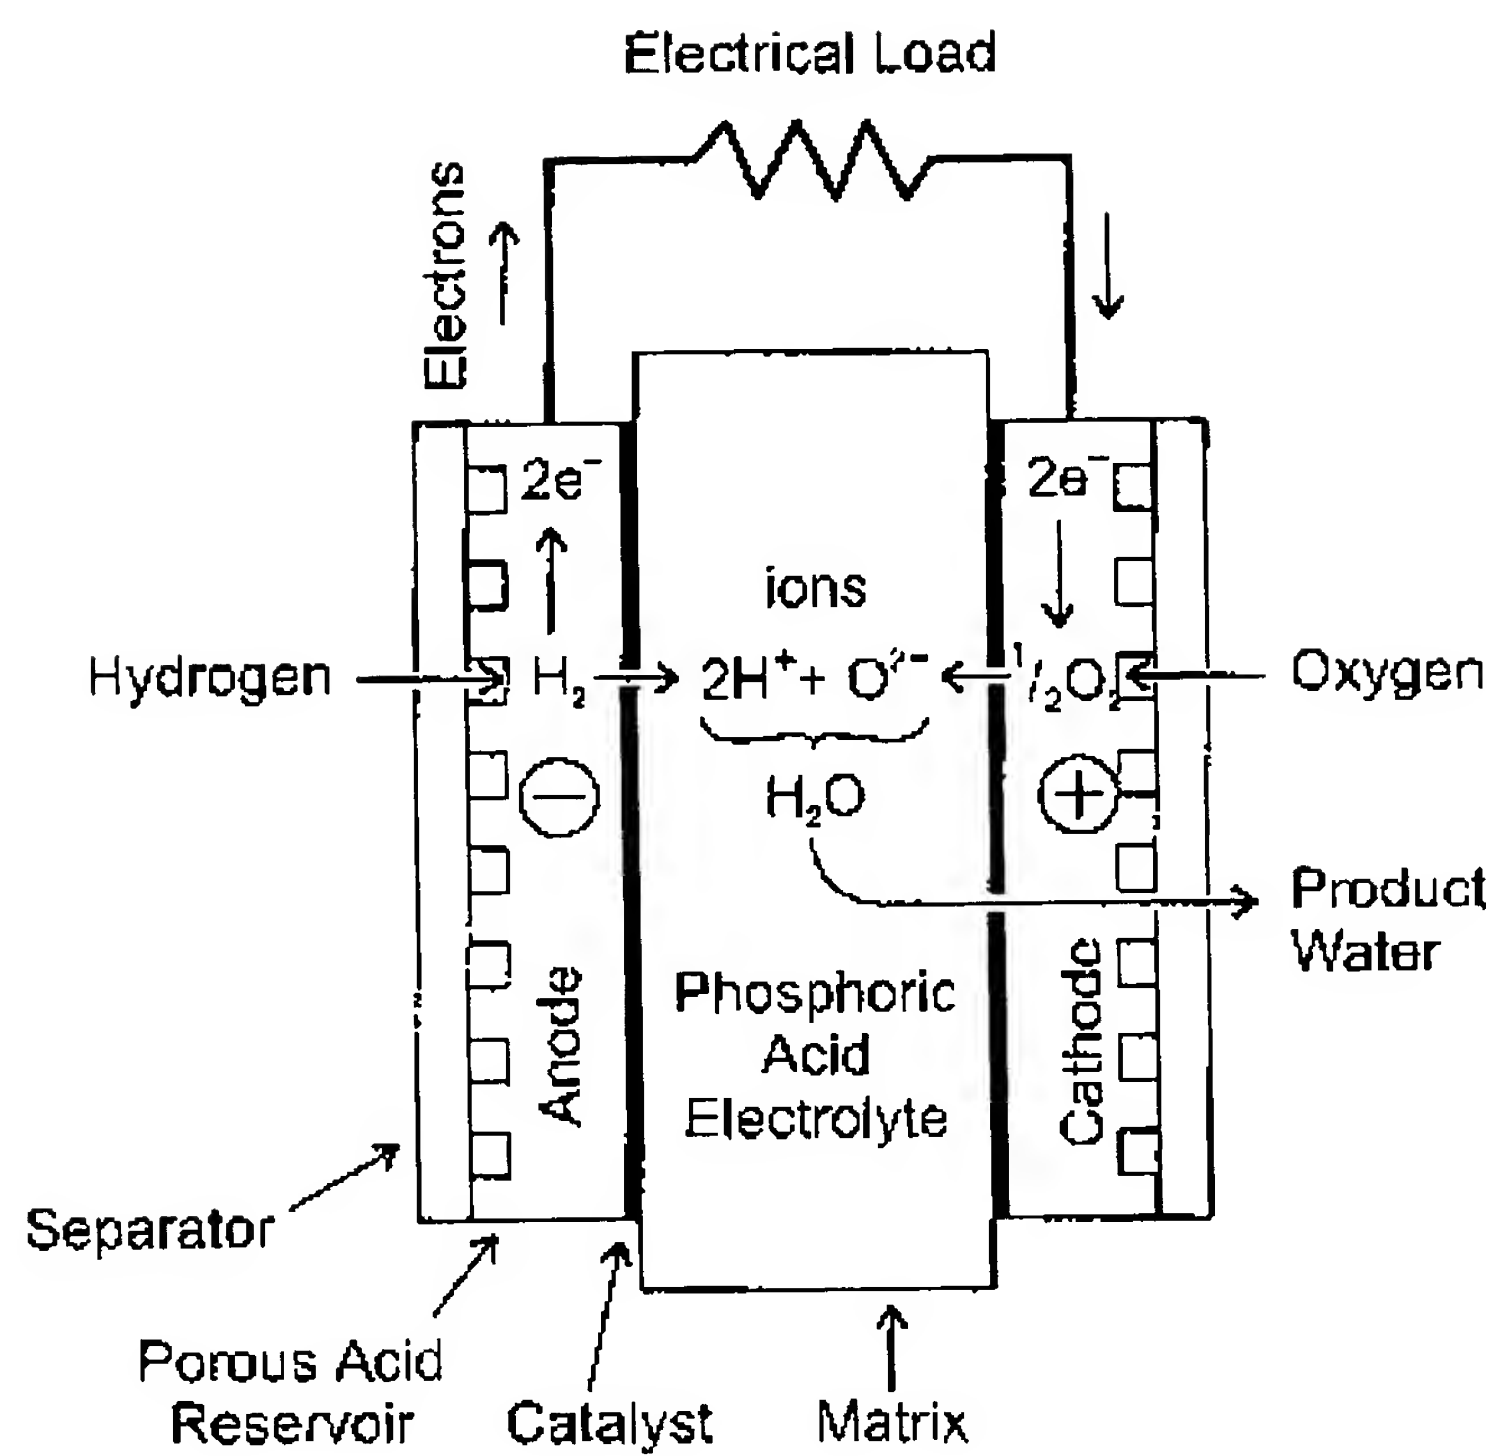 Electrical Load
Electrons
2e⁻
2e⁻
ions
Hydrogen
H₂
2H⁺ + O²⁻
½O₂
Oxygen
−
H₂O
+
Product
Water
Anode
Phosphoric
Acid
Electrolyte
Cathode
Separator
Porous Acid
Reservoir
Catalyst
Matrix